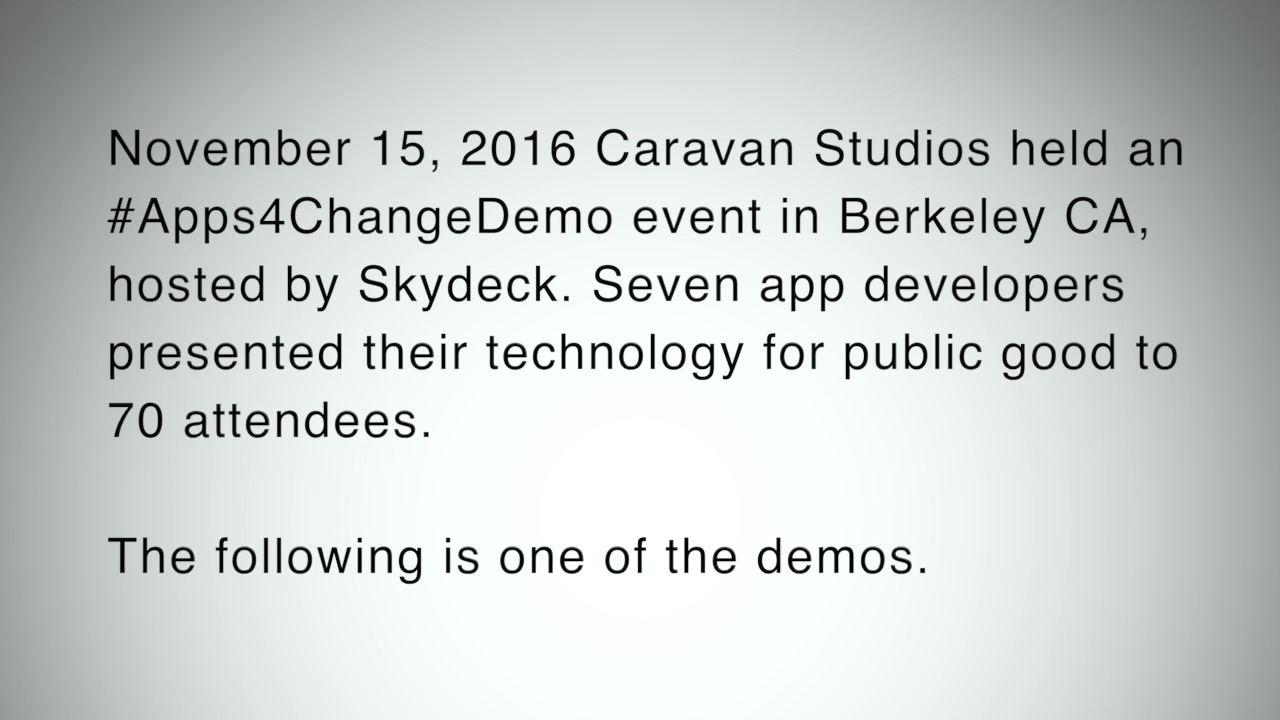 November 15, 2016 Caravan Studios held an
#Apps4ChangeDemo event in Berkeley CA,
hosted by Skydeck. Seven app developers
presented their technology for public good to
70 attendees.
The following is one of the demos.